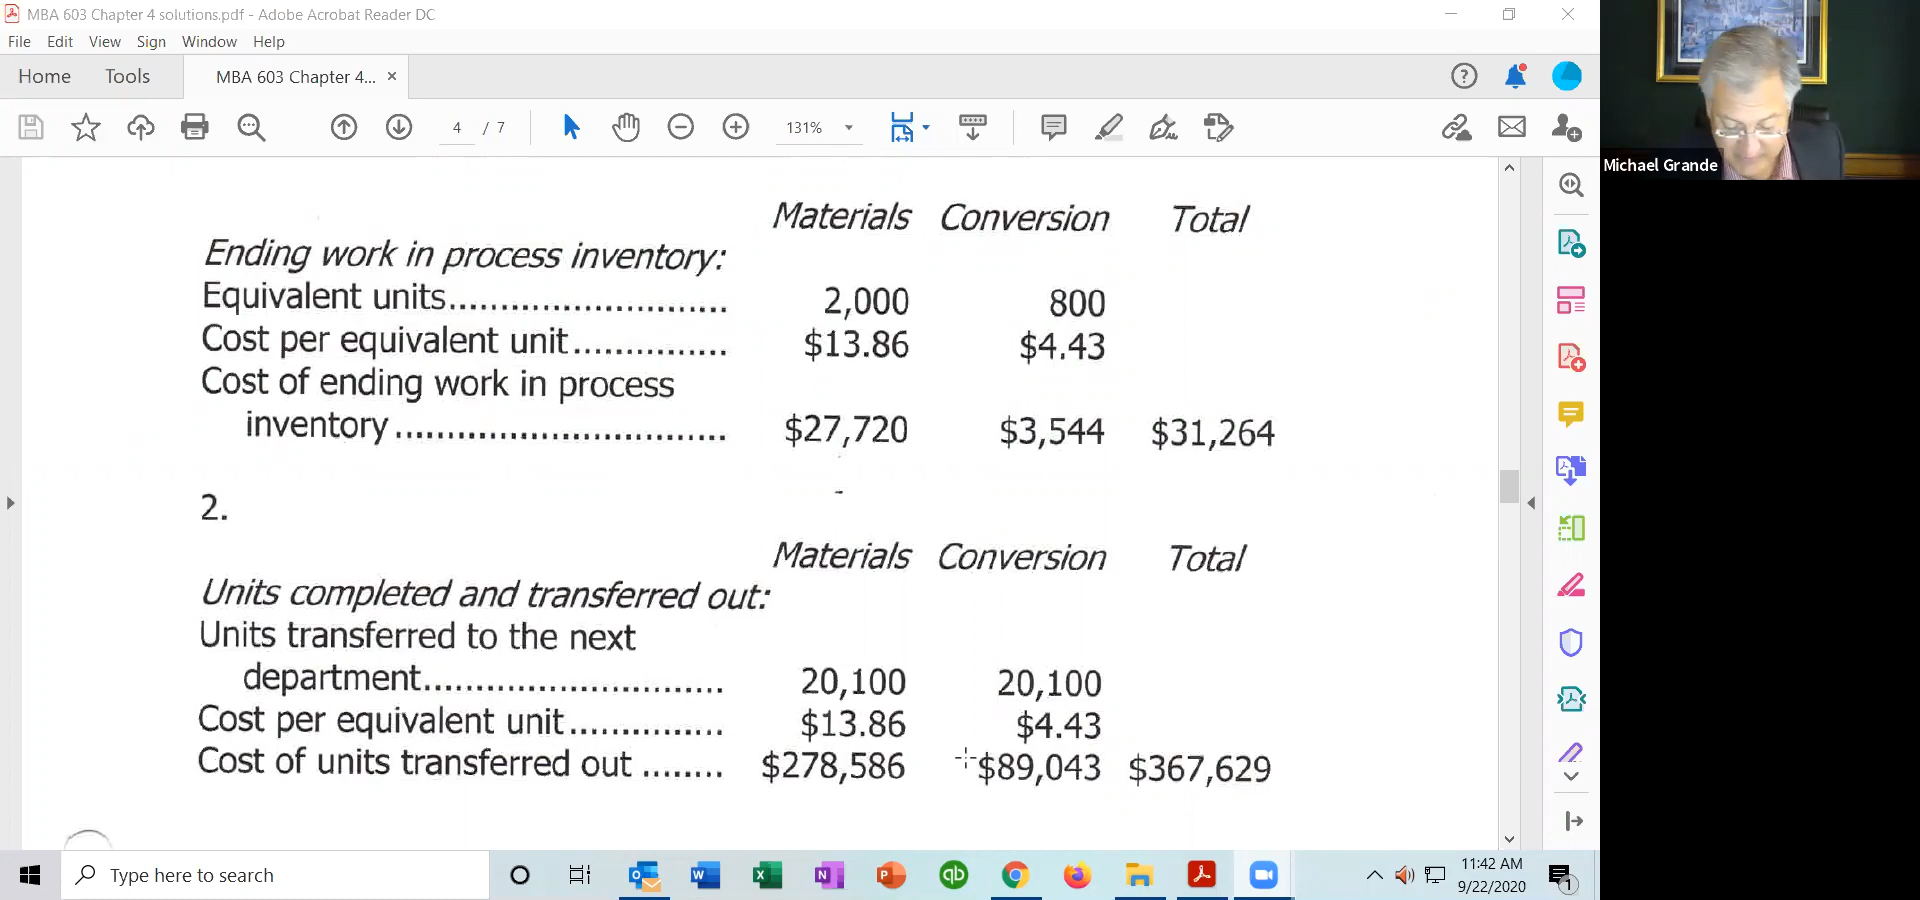 MBA 603 Chapter 4 solutions.pdf - Adobe Acrobat Reader DC
File Edit View Sign Window Help
Home Tools MBA 603 Chapter 4... ×
4 / 7 131%
Michael Grande
Materials Conversion Total
Ending work in process inventory:
Equivalent units................................ 2,000 800
Cost per equivalent unit................ $13.86 $4.43
Cost of ending work in process
inventory.................................. $27,720 $3,544 $31,264
2.
Materials Conversion Total
Units completed and transferred out:
Units transferred to the next
department............................... 20,100 20,100
Cost per equivalent unit................ $13.86 $4.43
Cost of units transferred out ........ $278,586 $89,043 $367,629
Type here to search
11:42 AM
9/22/2020
1